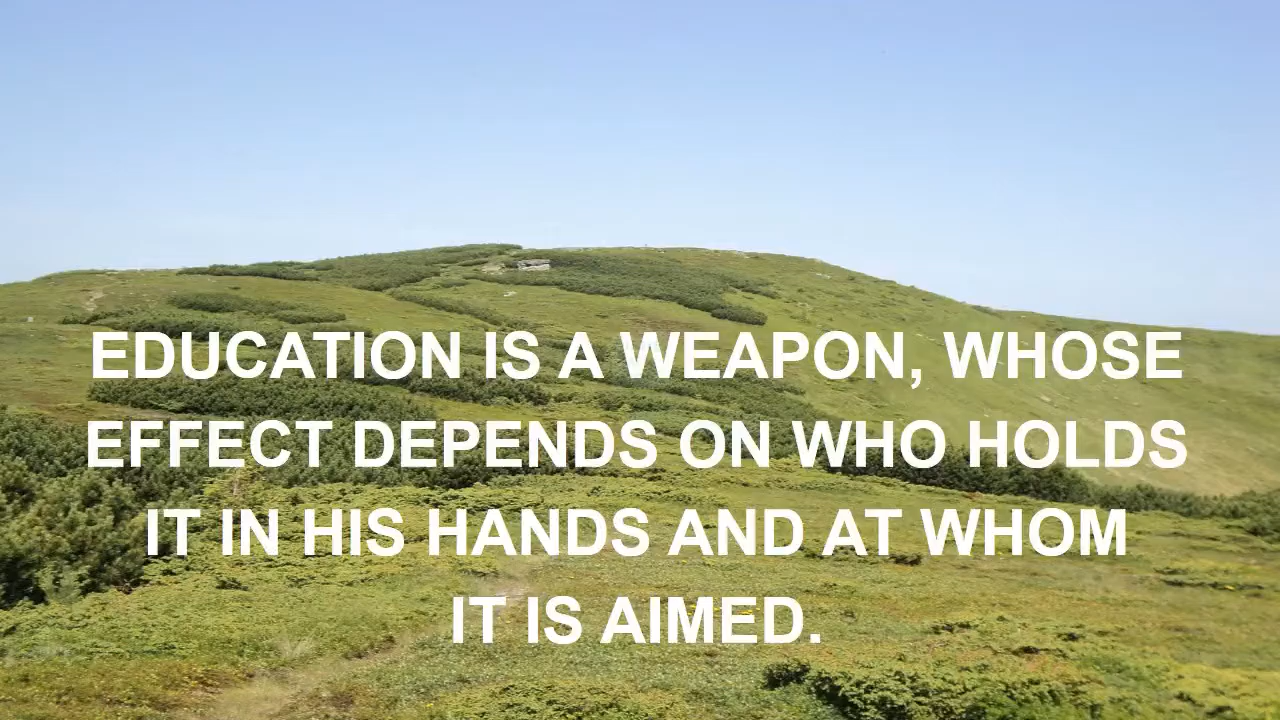 EDUCATION IS A WEAPON, WHOSE
EFFECT DEPENDS ON WHO HOLDS
IT IN HIS HANDS AND AT WHOM
IT IS AIMED.